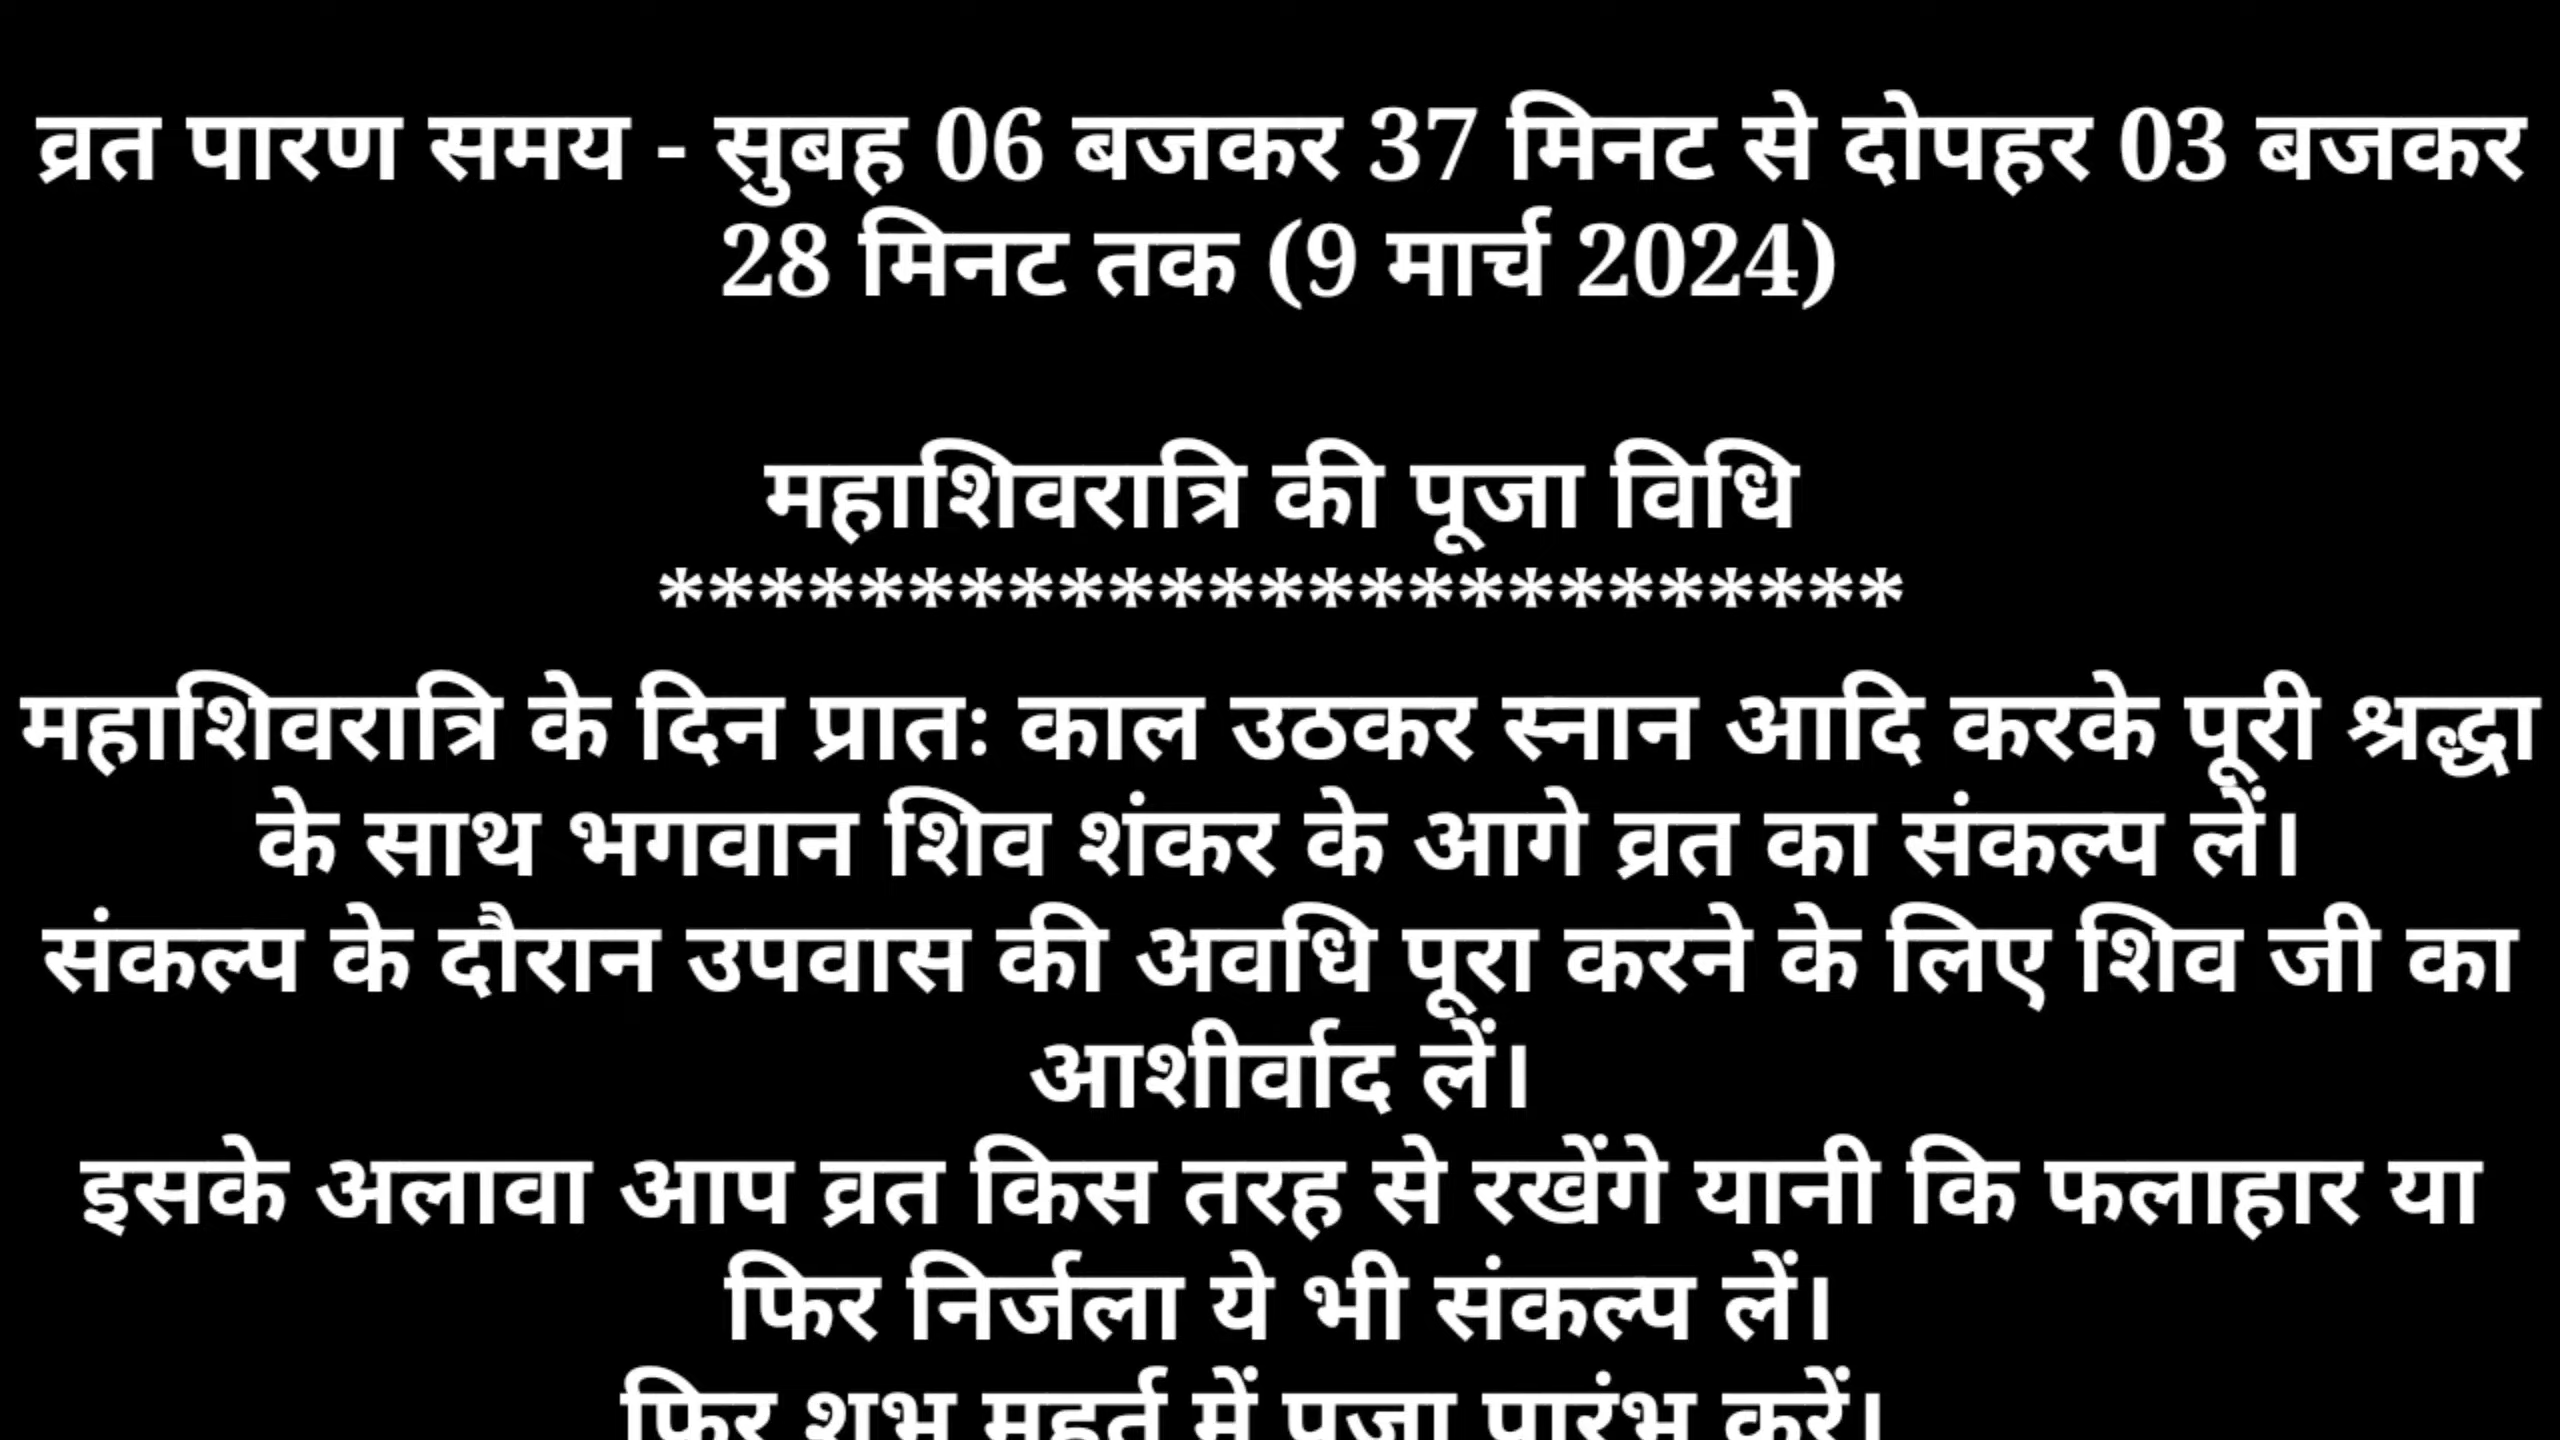 व्रत पारण समय - सुबह 06 बजकर 37 मिनट से दोपहर 03 बजकर
28 मिनट तक (9 मार्च 2024)
महाशिवरात्रि की पूजा विधि
*************************
महाशिवरात्रि के दिन प्रातः काल उठकर स्नान आदि करके पूरी श्रद्धा
के साथ भगवान शिव शंकर के आगे व्रत का संकल्प लें।
संकल्प के दौरान उपवास की अवधि पूरा करने के लिए शिव जी का
आशीर्वाद लें।
इसके अलावा आप व्रत किस तरह से रखेंगे यानी कि फलाहार या
फिर निर्जला ये भी संकल्प लें।
फिर शुभ मुहूर्त में पूजा प्रारंभ करें।